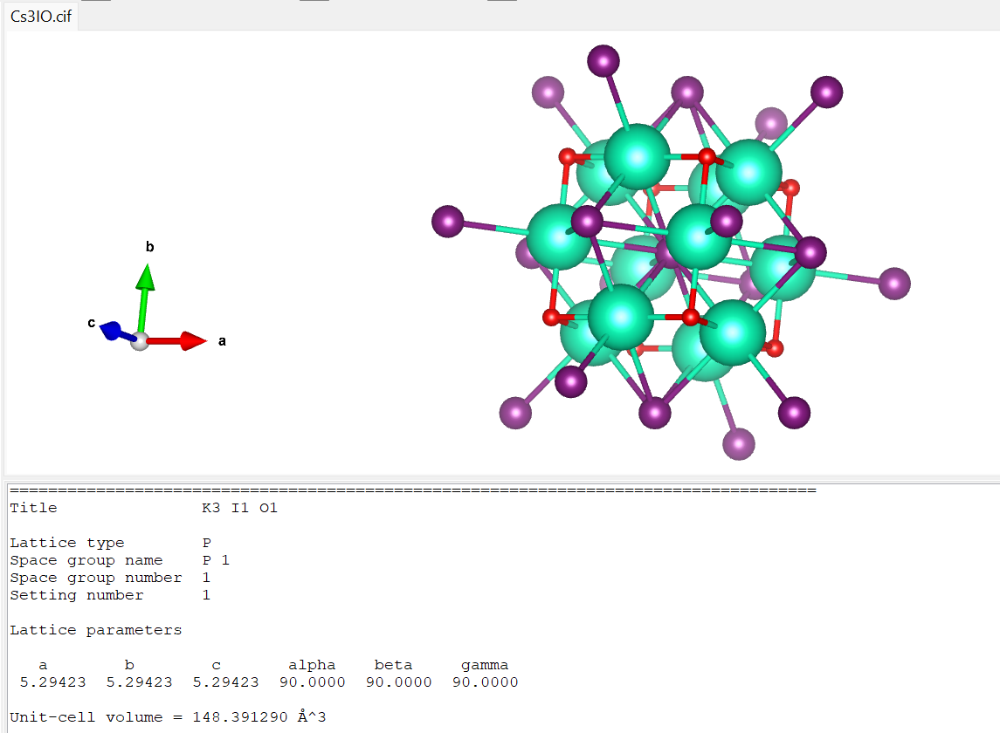 Cs3IO.cif
b
c
a
================================================================================
Title K3 I1 O1
Lattice type P
Space group name P 1
Space group number 1
Setting number 1
Lattice parameters
a b c alpha beta gamma
5.29423 5.29423 5.29423 90.0000 90.0000 90.0000
Unit-cell volume = 148.391290 Å^3